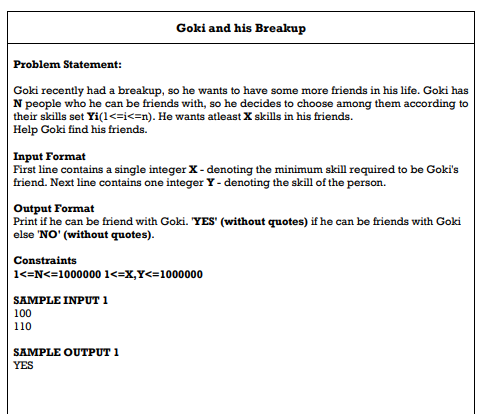 Goki and his Breakup
Problem Statement:
Goki recently had a breakup, so he wants to have some more friends in his life. Goki has
N people who he can be friends with, so he decides to choose among them according to
their skills set Yi(1<=i<=n). He wants atleast X skills in his friends.
Help Goki find his friends.
Input Format
First line contains a single integer X - denoting the minimum skill required to be Goki's
friend. Next line contains one integer Y - denoting the skill of the person.
Output Format
Print if he can be friend with Goki. 'YES' (without quotes) if he can be friends with Goki
else 'NO' (without quotes).
Constraints
1<=N<=1000000 1<=X,Y<=1000000
SAMPLE INPUT 1
100
110
SAMPLE OUTPUT 1
YES